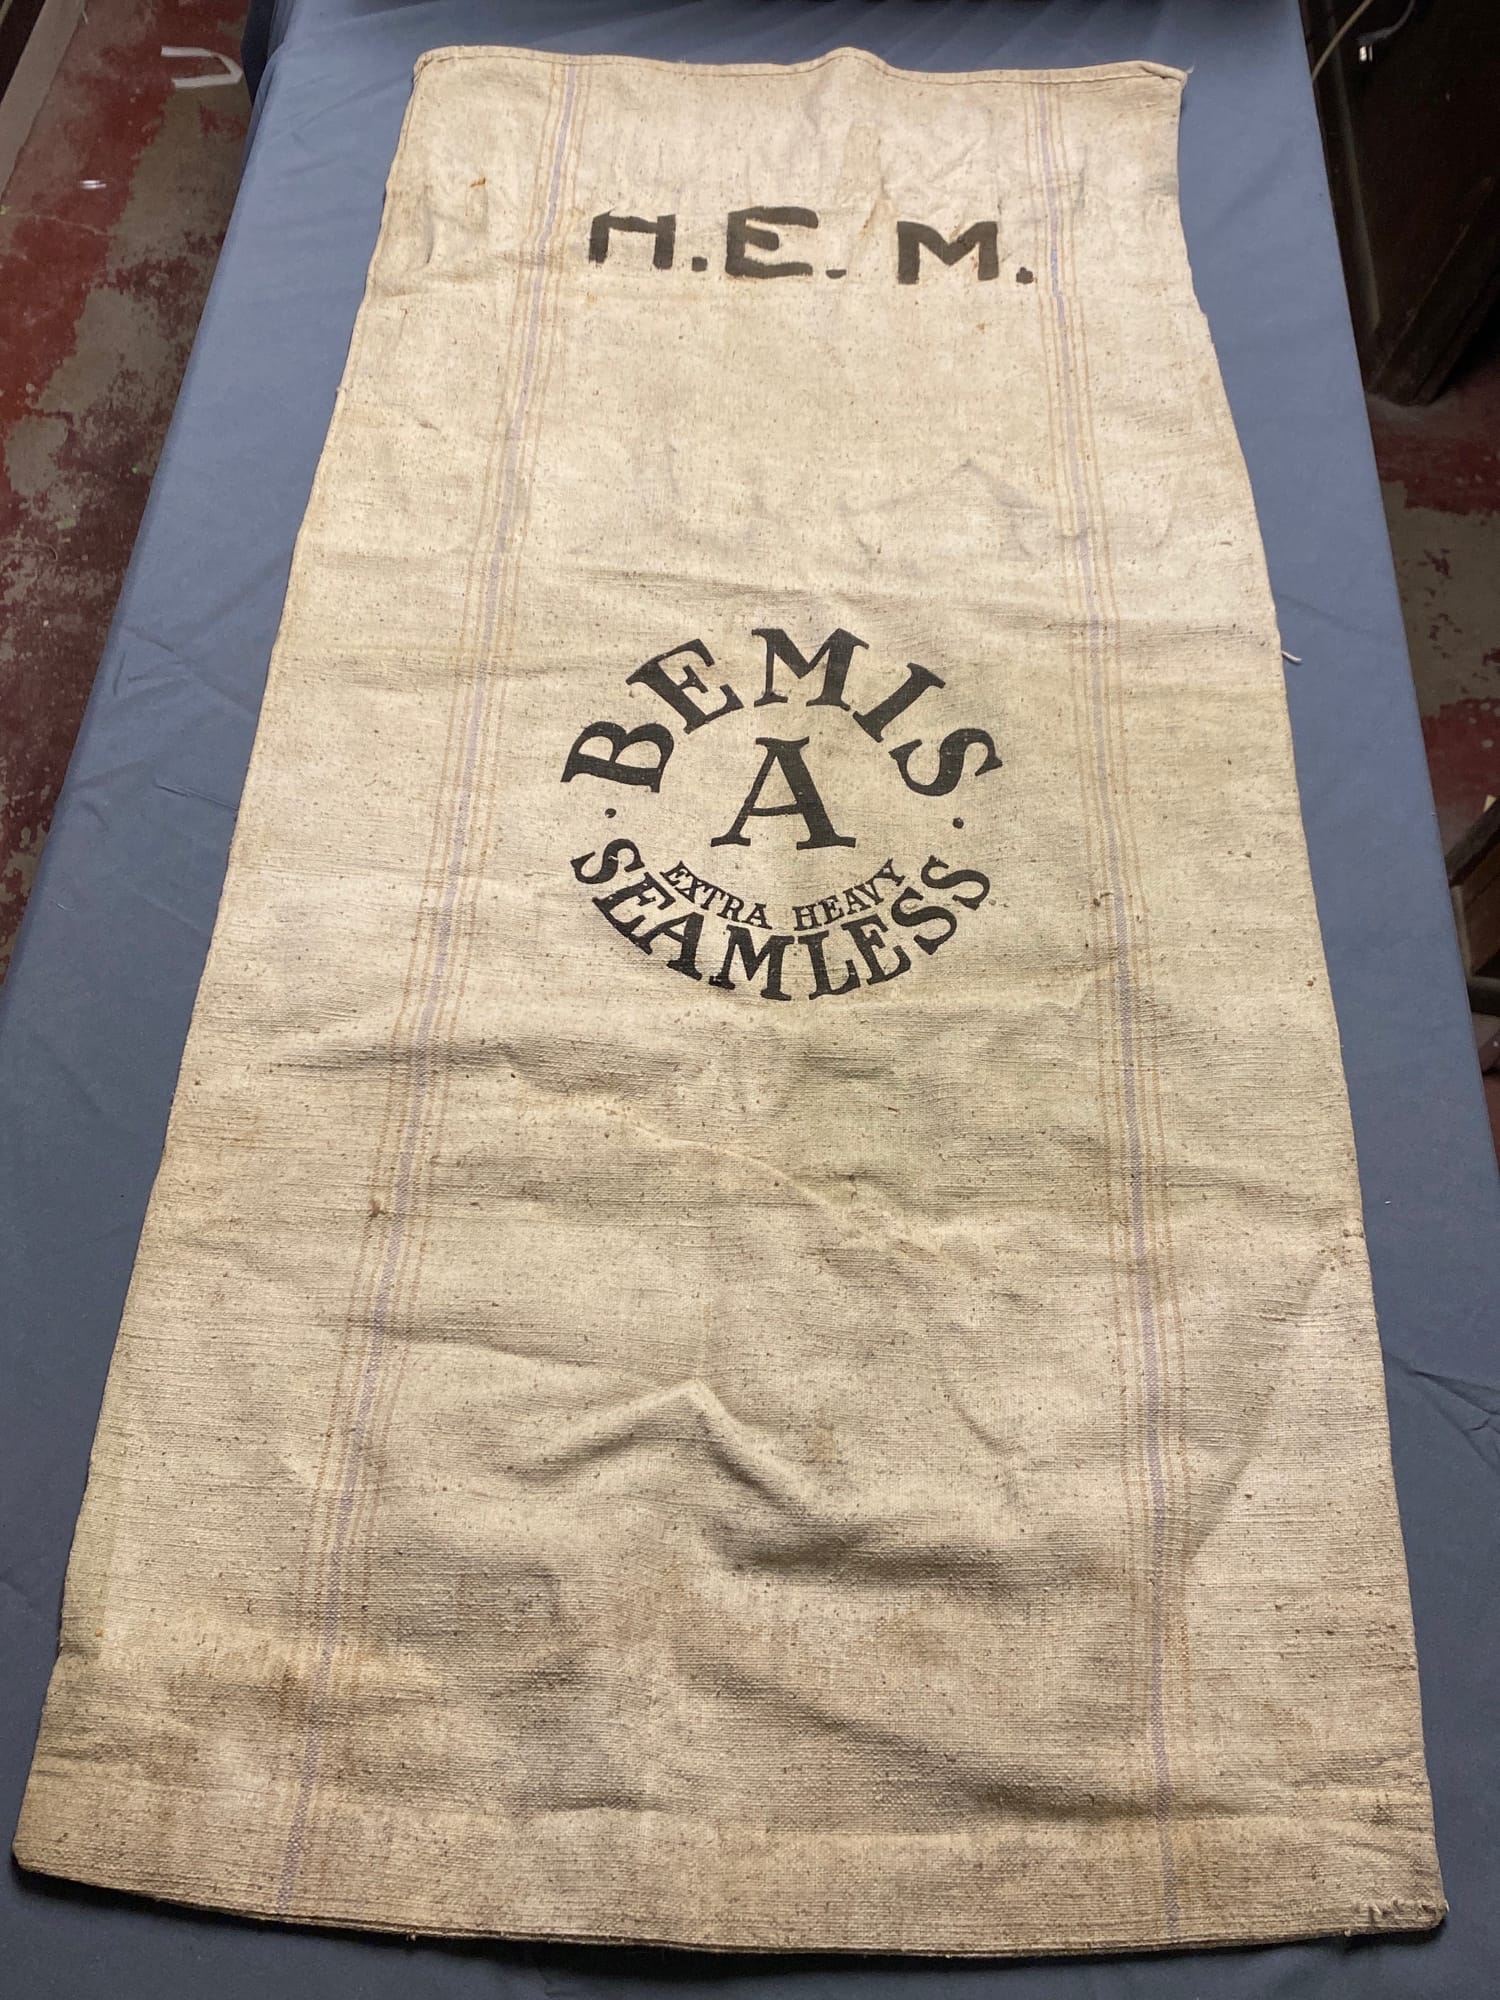 H.E.M.
BEMIS
A
EXTRA HEAVY
· SEAMLESS ·